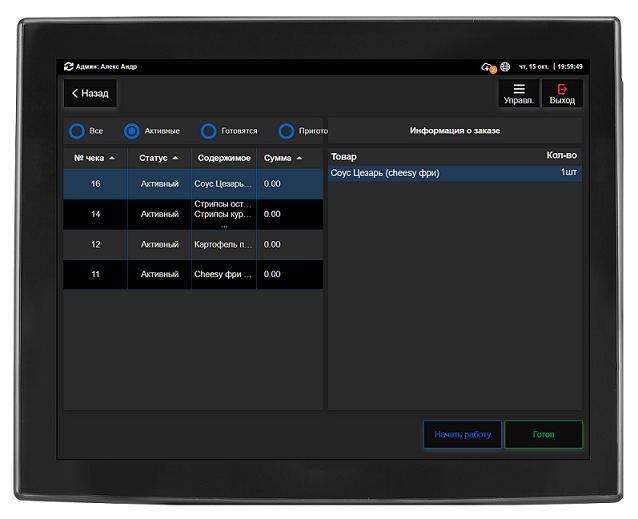 Админ: Алекс Андр
чт, 15 окт. | 19:59:49
Назад
Управл.
Выход
Все
Активные
Готовятся
Пригото
Информация о заказе
№ чека
Статус
Содержимое
Сумма
Товар
Кол-во
16
Активный
Соус Цезарь...
0.00
Соус Цезарь (cheesy фри)
1шт
14
Активный
Стрипсы ост...
Стрипсы кур...
...
0.00
12
Активный
Картофель п...
0.00
11
Активный
Cheesy фри ...
0.00
Начать работу
Готов